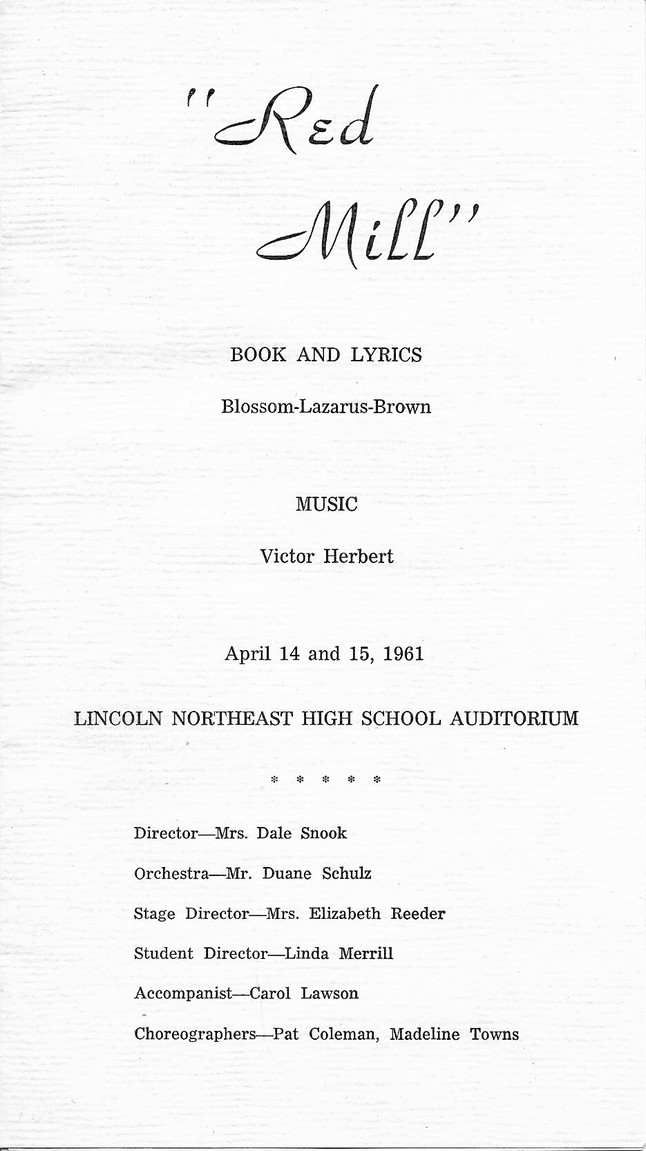 "Red
Mill"
BOOK AND LYRICS
Blossom-Lazarus-Brown
MUSIC
Victor Herbert
April 14 and 15, 1961
LINCOLN NORTHEAST HIGH SCHOOL AUDITORIUM
* * * * *
Director—Mrs. Dale Snook
Orchestra—Mr. Duane Schulz
Stage Director—Mrs. Elizabeth Reeder
Student Director—Linda Merrill
Accompanist—Carol Lawson
Choreographers—Pat Coleman, Madeline Towns